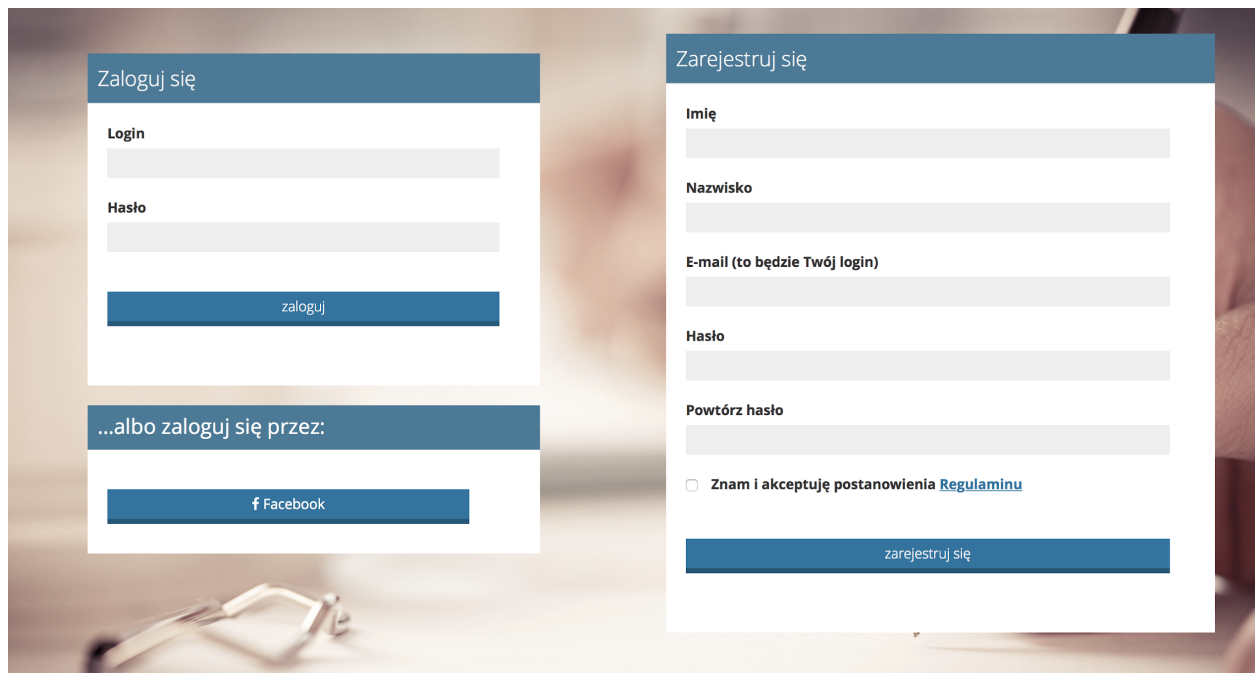 Zaloguj się
Login
Hasło
zaloguj
...albo zaloguj się przez:
Facebook
Zarejestruj się
Imię
Nazwisko
E-mail (to będzie Twój login)
Hasło
Powtórz hasło
Znam i akceptuję postanowienia Regulaminu
zarejestruj się